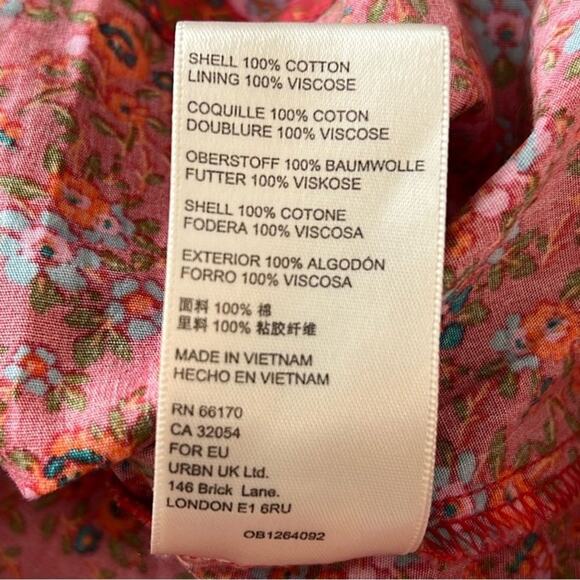 SHELL 100% COTTON
LINING 100% VISCOSE
COQUILLE 100% COTON
DOUBLURE 100% VISCOSE
OBERSTOFF 100% BAUMWOLLE
FUTTER 100% VISKOSE
SHELL 100% COTONE
FODERA 100% VISCOSA
EXTERIOR 100% ALGODÓN
FORRO 100% VISCOSA
面料 100% 棉
里料 100% 粘胶纤维
MADE IN VIETNAM
HECHO EN VIETNAM
RN 66170
CA 32054
FOR EU
URBN UK Ltd.
146 Brick Lane.
LONDON E1 6RU
OB1264092